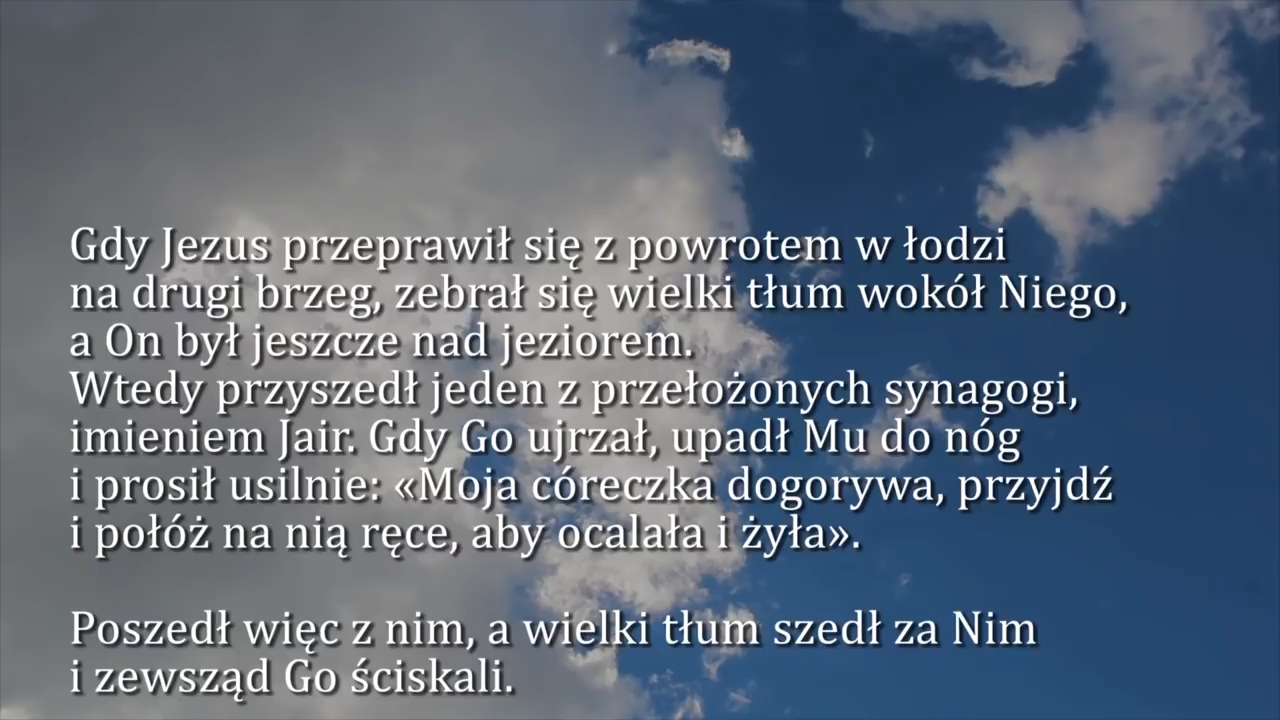 Gdy Jezus przeprawił się z powrotem w łodzi
na drugi brzeg, zebrał się wielki tłum wokół Niego,
a On był jeszcze nad jeziorem.
Wtedy przyszedł jeden z przełożonych synagogi,
imieniem Jair. Gdy Go ujrzał, upadł Mu do nóg
i prosił usilnie: «Moja córeczka dogorywa, przyjdź
i połóż na nią ręce, aby ocalała i żyła».
Poszedł więc z nim, a wielki tłum szedł za Nim
i zewsząd Go ściskali.